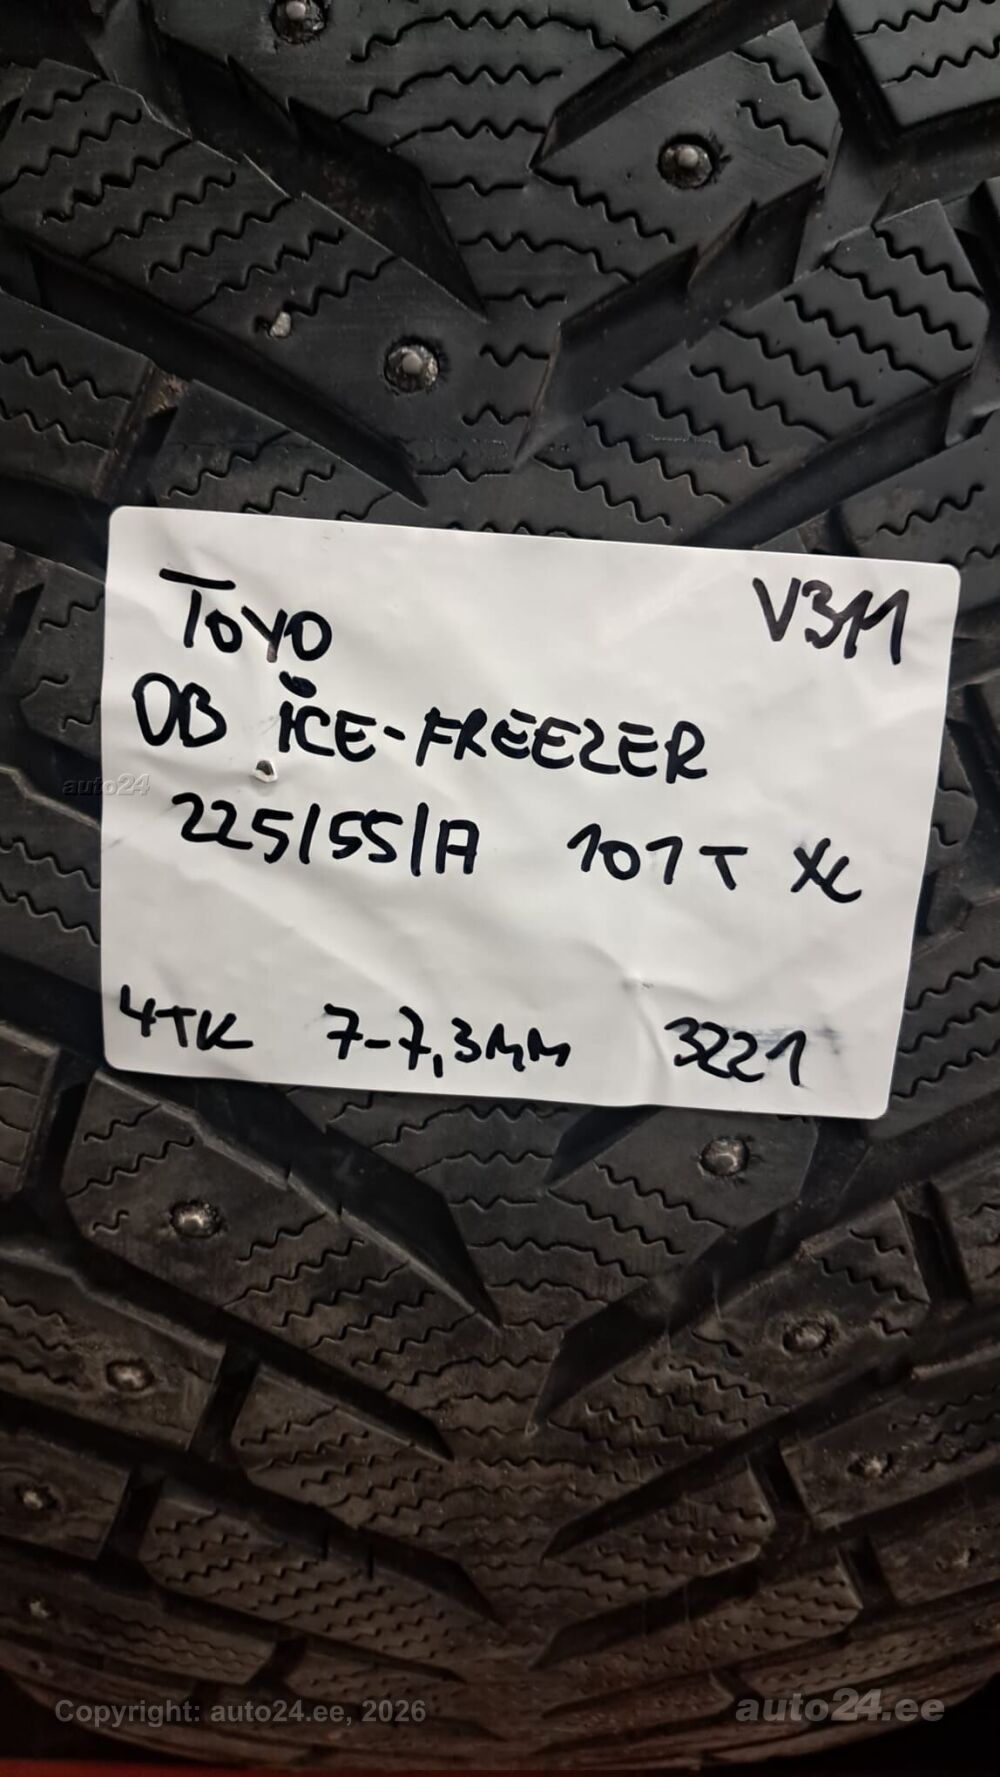 TOYO V311
OB ICE-FREEZER
225/55/17 101T XL
4TK 7-7,3MM 3221
auto24
Copyright: auto24.ee, 2026
auto24.ee